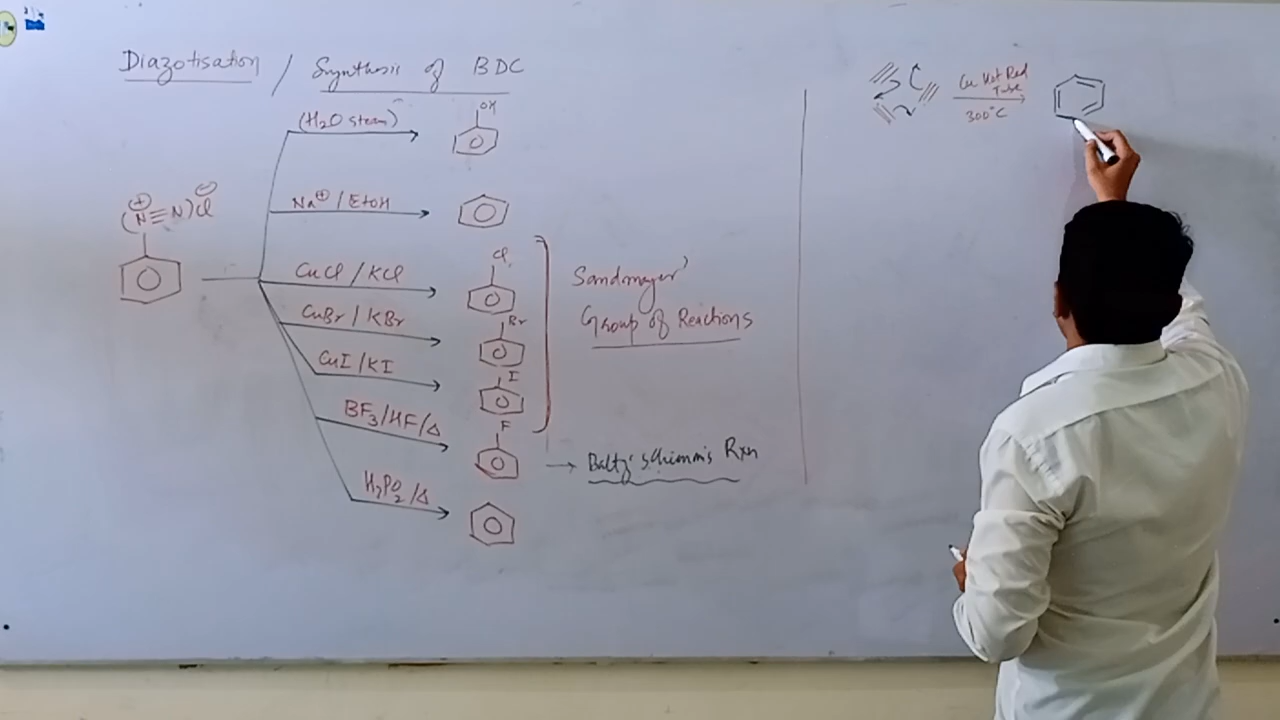 Diazotisation / Synthesis of BDC
(H2O steam)
OH
Na⊕ / EtOH
(N⊕≡N)Cl⊖
CuCl / KCl
Cl
CuBr / KBr
Br
CuI / KI
I
Sandmeyer'
Group of Reactions
BF3/HF/Δ
F
→ Baltz schiemm's Rxn
H3PO2/Δ
Cu Hot Red
Tube
300°C